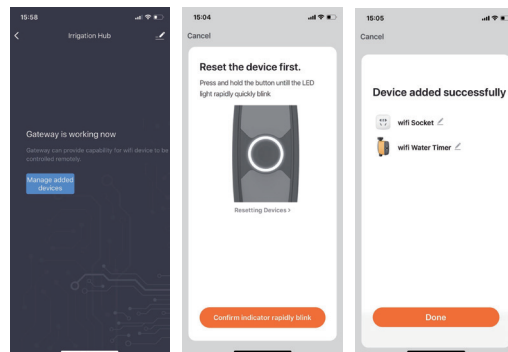 15:58
Irrigation Hub
Gateway is working now
Gateway can provide capability for wifi device to be
controlled remotely.
Manage added
devices
15:04
Cancel
Reset the device first.
Press and hold the button untill the LED
light rapidly quickly blink
Resetting Devices >
Confirm indicator rapidly blink
15:05
Cancel
Device added successfully
wifi Socket
wifi Water Timer
Done